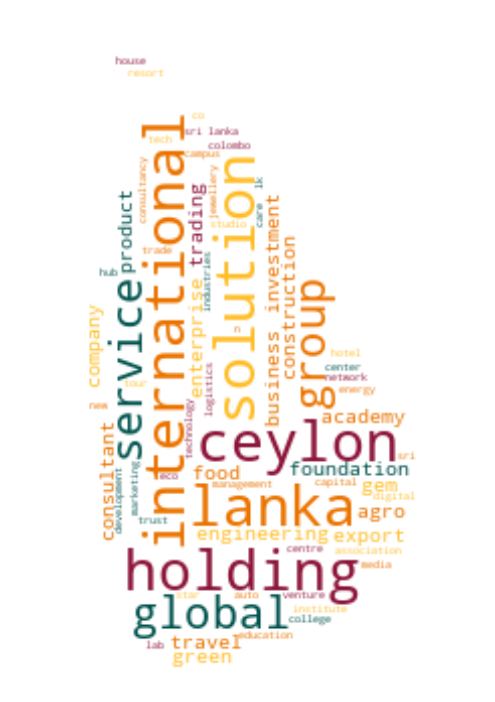 house
resort
co
international
tech
sri lanka
colombo
campus
consultancy
solution
jewellery
lk
trading
product
care
investment
studio
construction
trade
industries
hub
service
enterprise
group
business
n
company
hotel
center
network
tour
energy
logistics
new
technology
academy
consultant
ceylon
sri
foundation
development
marketing
eco
food
management
capital
gem
digital
lanka
agro
trust
engineering
export
centre
association
holding
media
star
auto
venture
global
institute
college
education
lab
travel
green